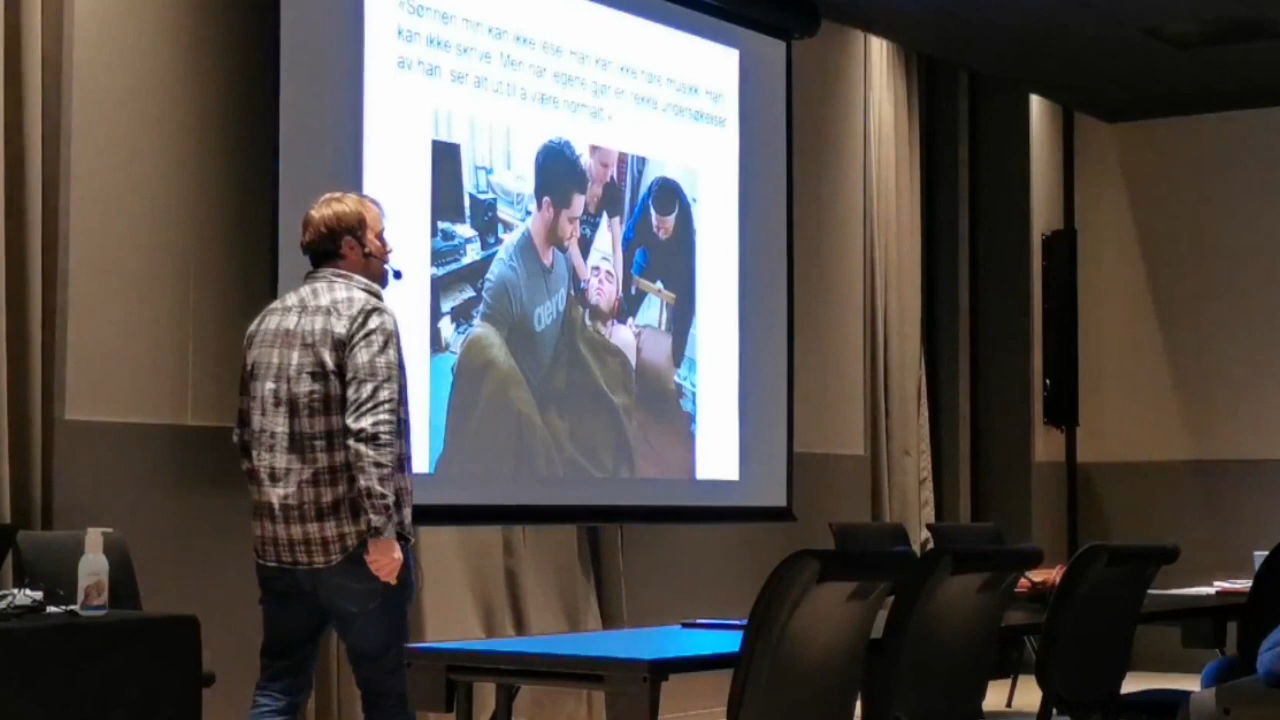 «Sønnen min kan ikke lese. Han kan ikke høre musikk. Han
kan ikke skrive. Men når legene gjør en rekke undersøkelser
av han, ser alt ut til å være normalt.»
aero